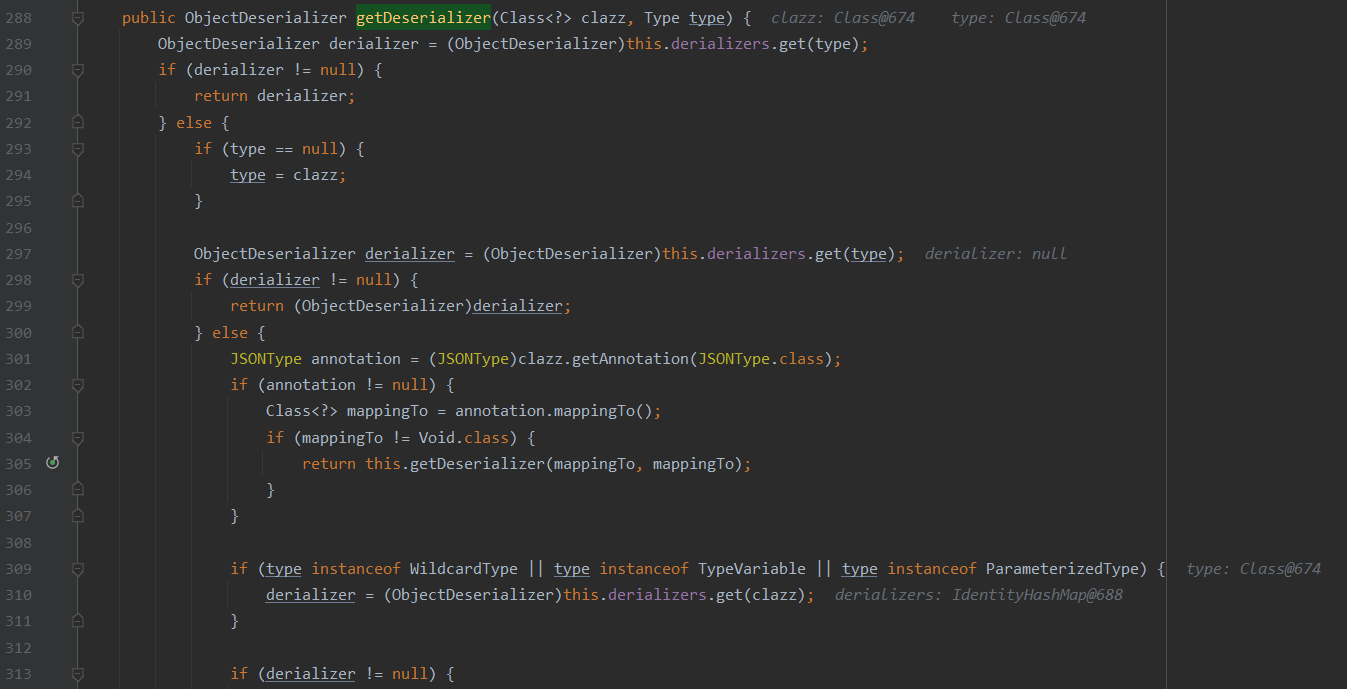 288 public ObjectDeserializer getDeserializer(Class<?> clazz, Type type) { clazz: Class@674 type: Class@674
289 ObjectDeserializer derializer = (ObjectDeserializer)this.derializers.get(type);
290 if (derializer != null) {
291 return derializer;
292 } else {
293 if (type == null) {
294 type = clazz;
295 }
296
297 ObjectDeserializer derializer = (ObjectDeserializer)this.derializers.get(type); derializer: null
298 if (derializer != null) {
299 return (ObjectDeserializer)derializer;
300 } else {
301 JSONType annotation = (JSONType)clazz.getAnnotation(JSONType.class);
302 if (annotation != null) {
303 Class<?> mappingTo = annotation.mappingTo();
304 if (mappingTo != Void.class) {
305 return this.getDeserializer(mappingTo, mappingTo);
306 }
307 }
308
309 if (type instanceof WildcardType || type instanceof TypeVariable || type instanceof ParameterizedType) { type: Class@674
310 derializer = (ObjectDeserializer)this.derializers.get(clazz); derializers: IdentityHashMap@688
311 }
312
313 if (derializer != null) {